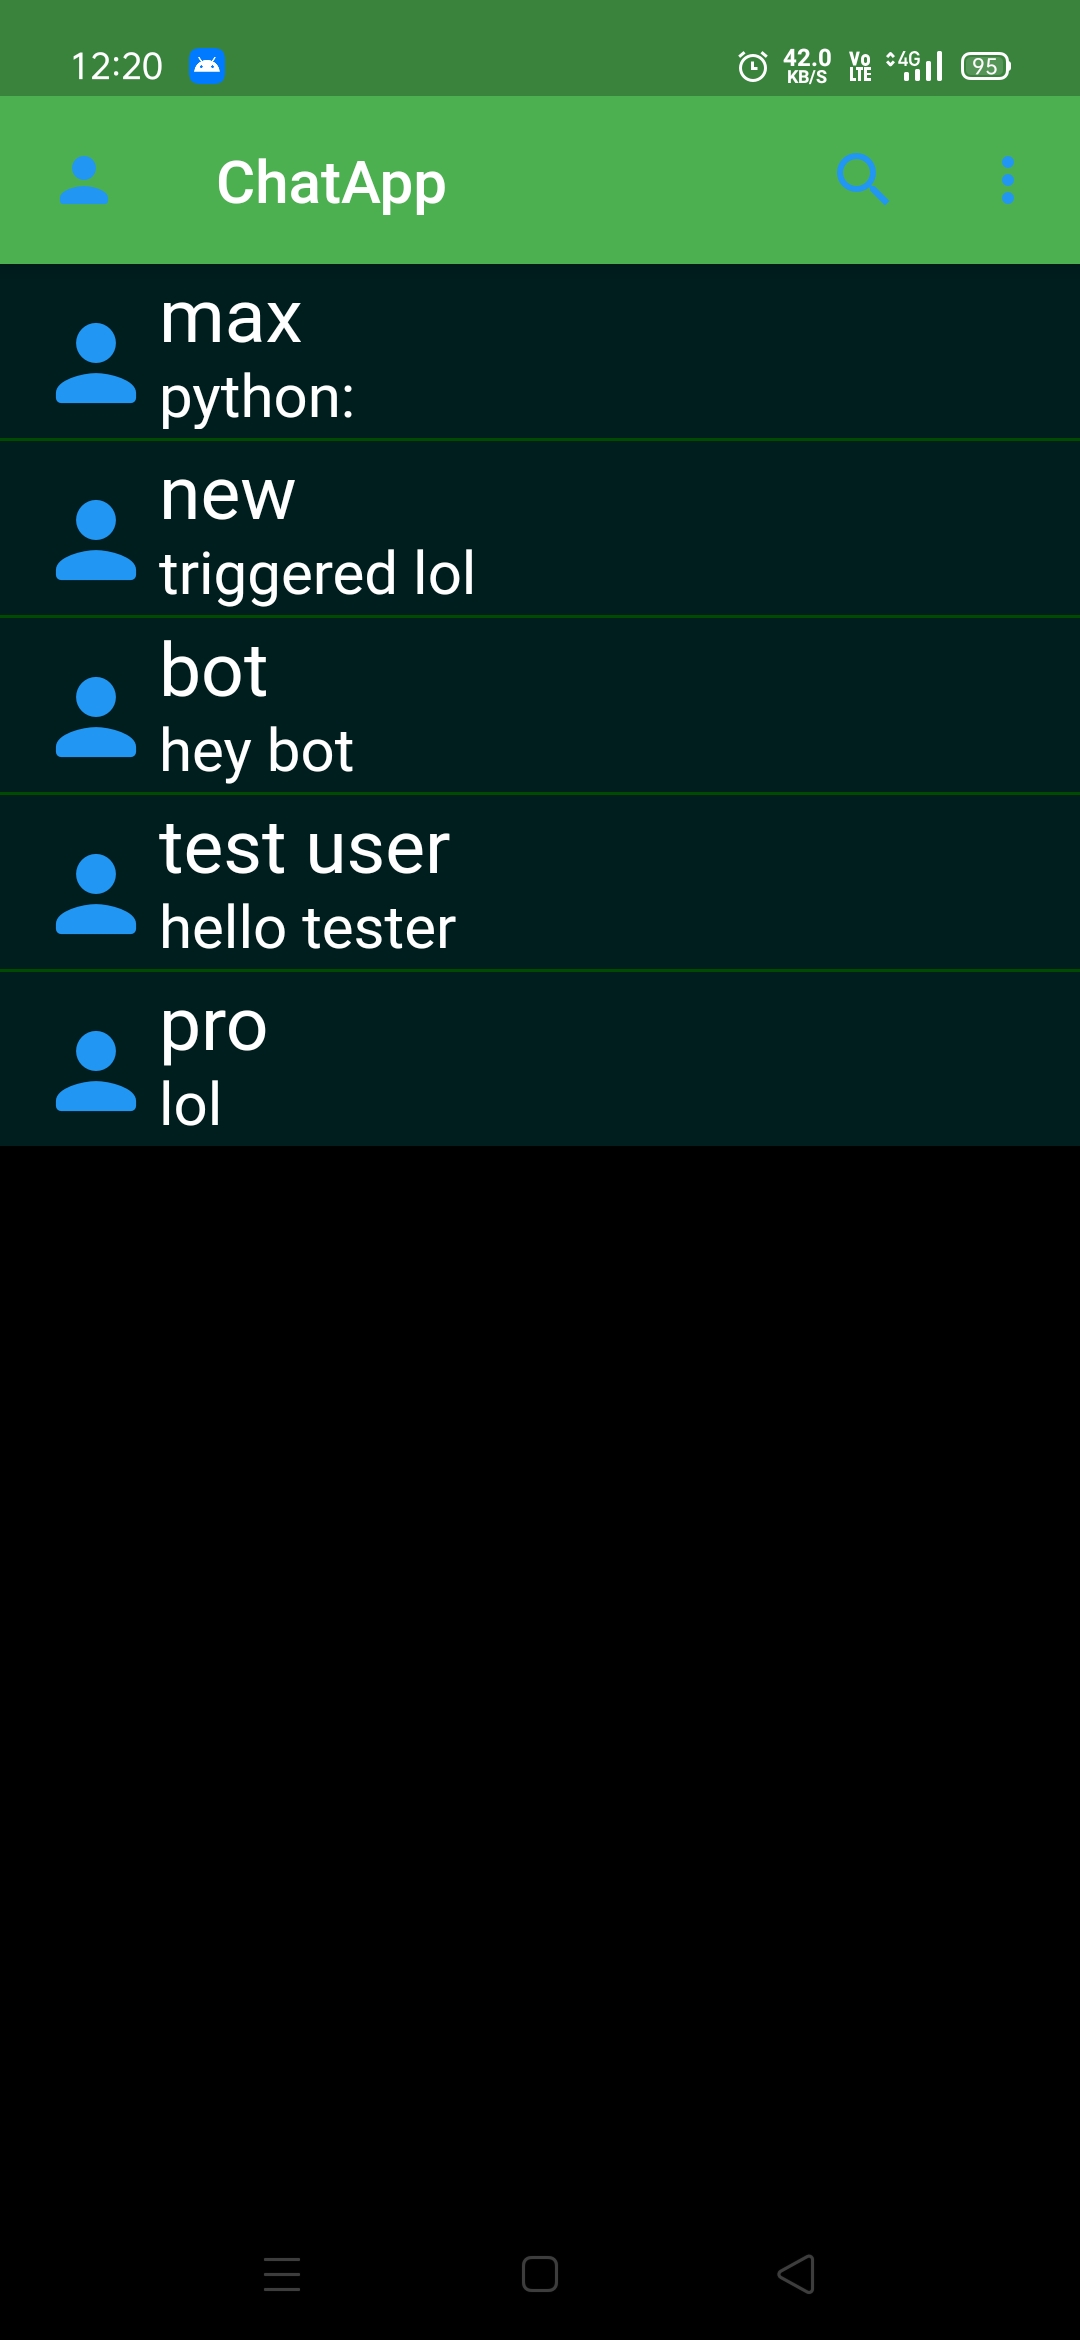 12:20 42.0 KB/S Vo LTE 4G 95
ChatApp
max
python:
new
triggered lol
bot
hey bot
test user
hello tester
pro
lol